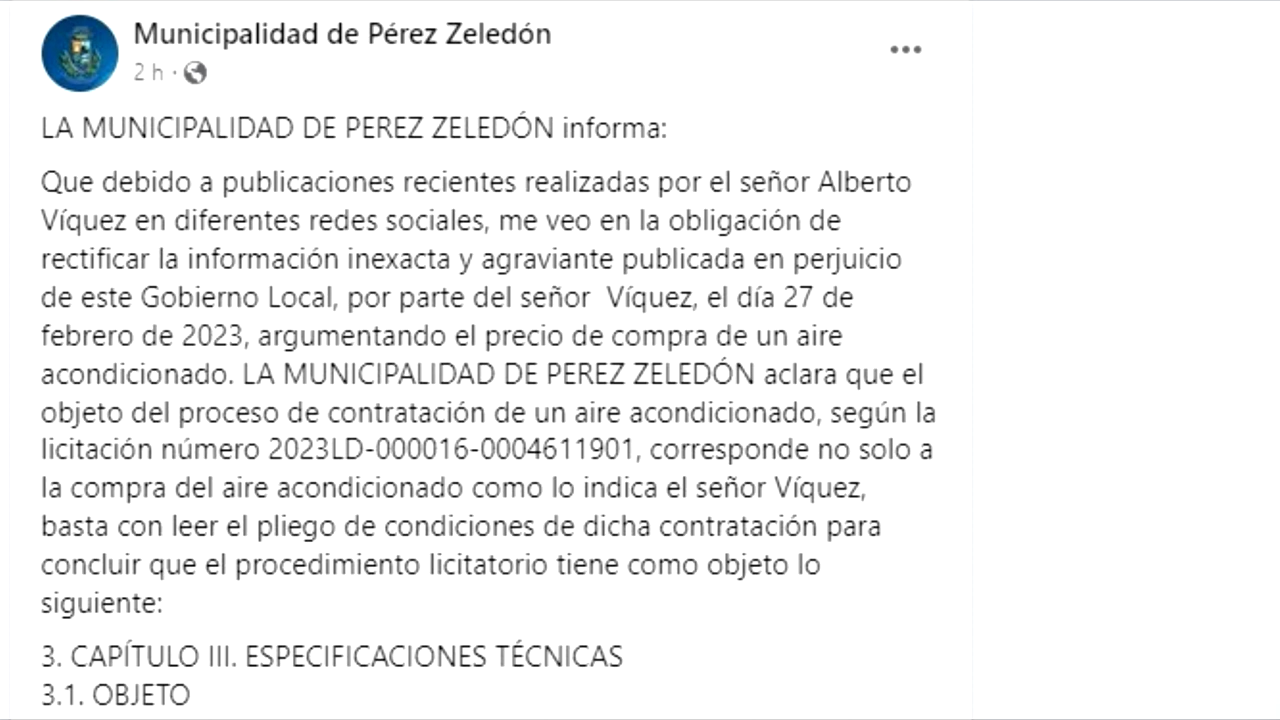 Municipalidad de Pérez Zeledón
2 h ·
LA MUNICIPALIDAD DE PEREZ ZELEDÓN informa:
Que debido a publicaciones recientes realizadas por el señor Alberto
Víquez en diferentes redes sociales, me veo en la obligación de
rectificar la información inexacta y agraviante publicada en perjuicio
de este Gobierno Local, por parte del señor  Víquez, el día 27 de
febrero de 2023, argumentando el precio de compra de un aire
acondicionado. LA MUNICIPALIDAD DE PEREZ ZELEDÓN aclara que el
objeto del proceso de contratación de un aire acondicionado, según la
licitación número 2023LD-000016-0004611901, corresponde no solo a
la compra del aire acondicionado como lo indica el señor Víquez,
basta con leer el pliego de condiciones de dicha contratación para
concluir que el procedimiento licitatorio tiene como objeto lo
siguiente:
3. CAPÍTULO III. ESPECIFICACIONES TÉCNICAS
3.1. OBJETO